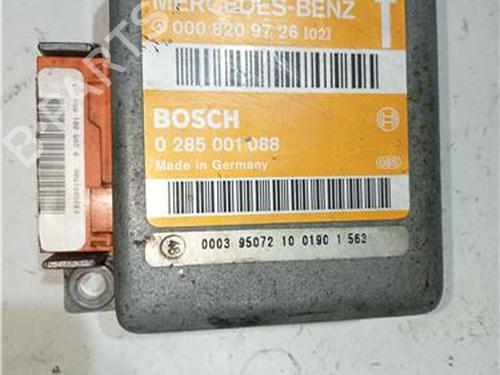 MERCEDES-BENZ
000 820 97 26 [02]
T
BOSCH
0 285 001 088
Made in Germany
085
0003 95072 10 0190 1 563